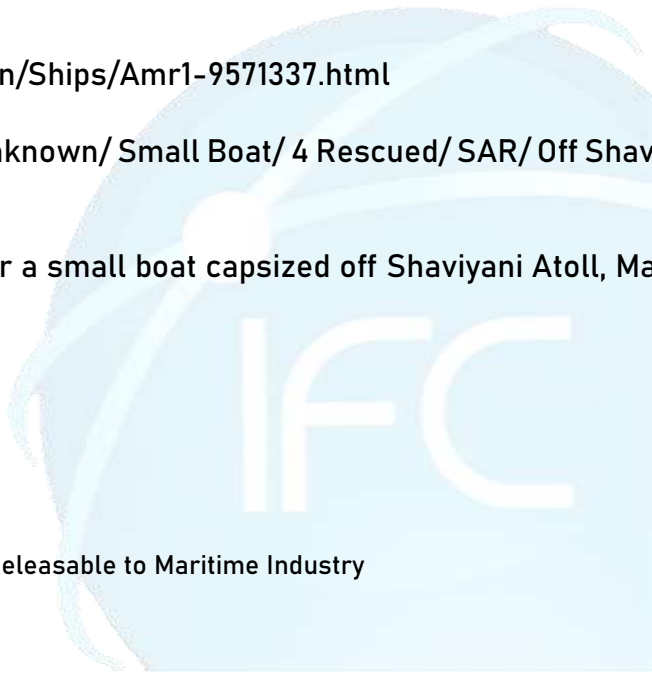 n/Ships/Amr1-9571337.html
known/ Small Boat/ 4 Rescued/ SAR/ Off Shav
r a small boat capsized off Shaviyani Atoll, Ma
IFC
eleasable to Maritime Industry